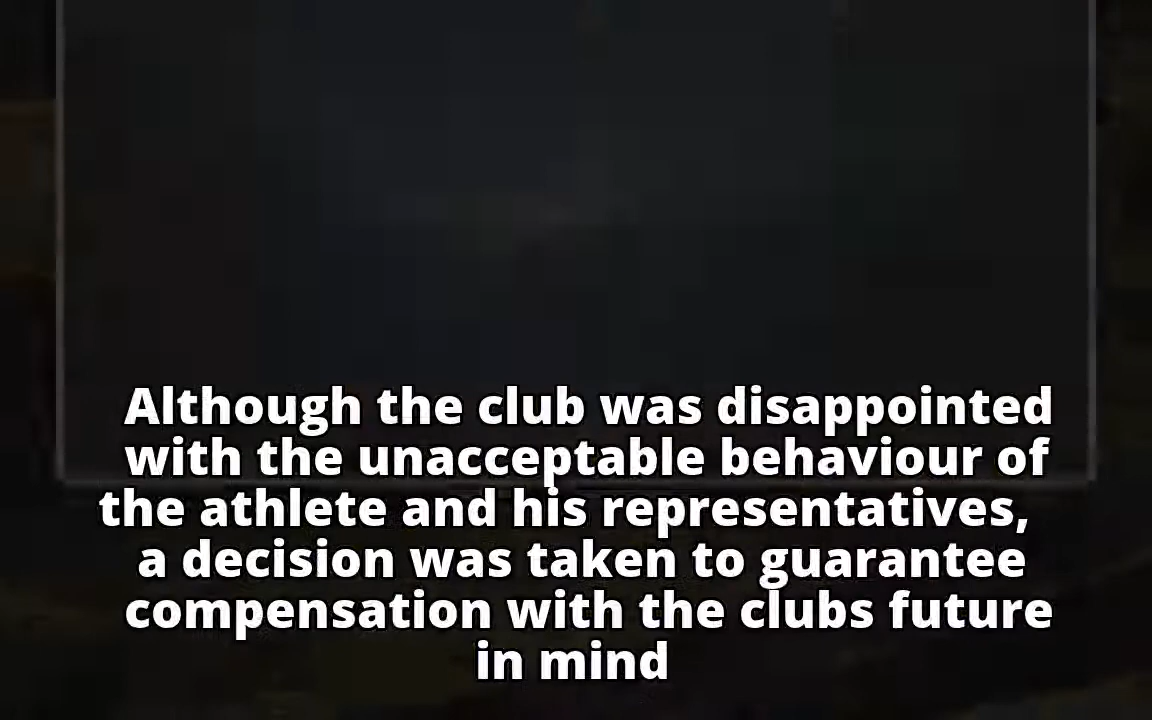 Although the club was disappointed
with the unacceptable behaviour of
the athlete and his representatives,
a decision was taken to guarantee
compensation with the clubs future
in mind